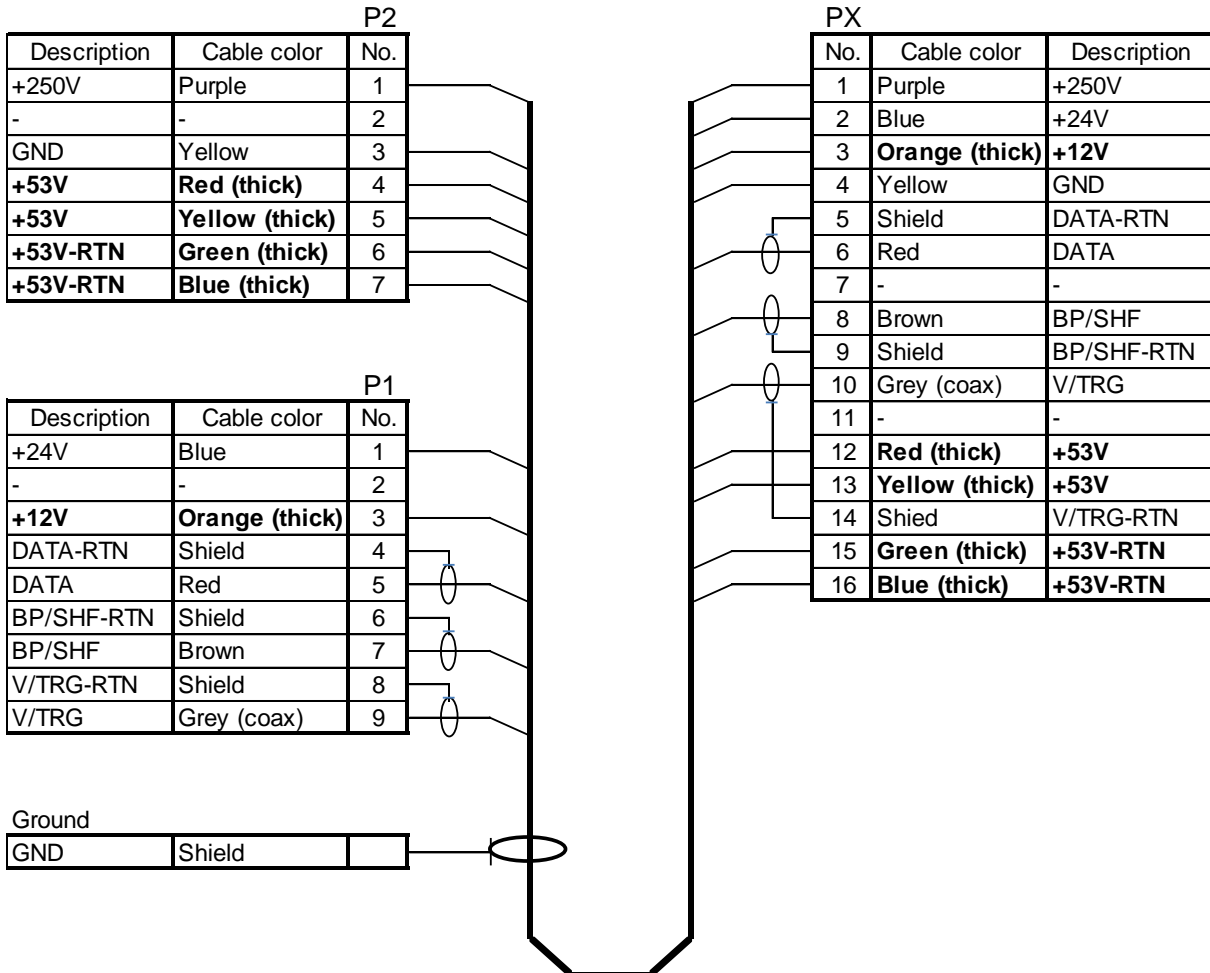 P2
Description Cable color No.
+250V Purple 1
- - 2
GND Yellow 3
+53V Red (thick) 4
+53V Yellow (thick) 5
+53V-RTN Green (thick) 6
+53V-RTN Blue (thick) 7
P1
Description Cable color No.
+24V Blue 1
- - 2
+12V Orange (thick) 3
DATA-RTN Shield 4
DATA Red 5
BP/SHF-RTN Shield 6
BP/SHF Brown 7
V/TRG-RTN Shield 8
V/TRG Grey (coax) 9
Ground
GND Shield
PX
No. Cable color Description
1 Purple +250V
2 Blue +24V
3 Orange (thick) +12V
4 Yellow GND
5 Shield DATA-RTN
6 Red DATA
7 - -
8 Brown BP/SHF
9 Shield BP/SHF-RTN
10 Grey (coax) V/TRG
11 - -
12 Red (thick) +53V
13 Yellow (thick) +53V
14 Shied V/TRG-RTN
15 Green (thick) +53V-RTN
16 Blue (thick) +53V-RTN